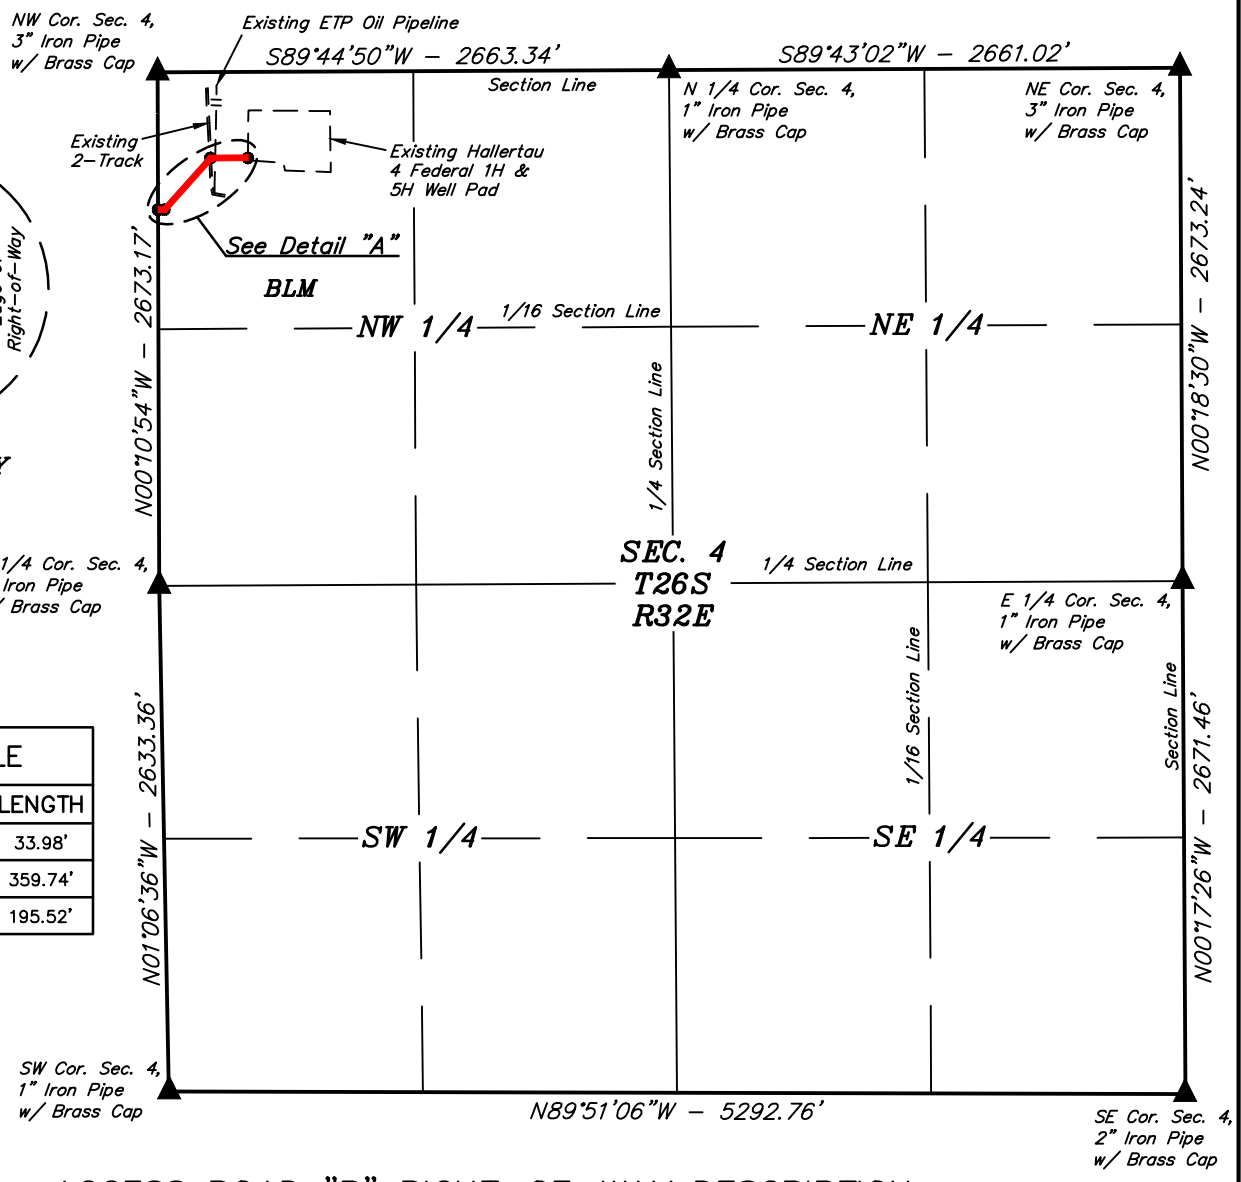 NW Cor. Sec. 4,
3" Iron Pipe
w/ Brass Cap
Existing ETP Oil Pipeline
S89°44'50"W - 2663.34'
Section Line
S89°43'02"W - 2661.02'
N 1/4 Cor. Sec. 4,
1" Iron Pipe
w/ Brass Cap
NE Cor. Sec. 4,
3" Iron Pipe
w/ Brass Cap
Existing
2-Track
Existing Hallertau
4 Federal 1H &
5H Well Pad
See Detail "A"
BLM
Right-of-Way
N00°10'54"W - 2673.17'
N00°18'30"W - 2673.24'
1/16 Section Line
NW 1/4
NE 1/4
1/4 Section Line
Y
1/4 Cor. Sec. 4,
Iron Pipe
w/ Brass Cap
SEC. 4
T26S
R32E
1/4 Section Line
E 1/4 Cor. Sec. 4,
1" Iron Pipe
w/ Brass Cap
1/16 Section Line
Section Line
N01°06'36"W - 2633.36'
N00°17'26"W - 2671.46'
LE
LENGTH
33.98'
359.74'
195.52'
SW 1/4
SE 1/4
SW Cor. Sec. 4,
1" Iron Pipe
w/ Brass Cap
N89°51'06"W - 5292.76'
SE Cor. Sec. 4,
2" Iron Pipe
w/ Brass Cap
ACCESS ROAD "B" RIGHT-OF-WAY DESCRIPTION